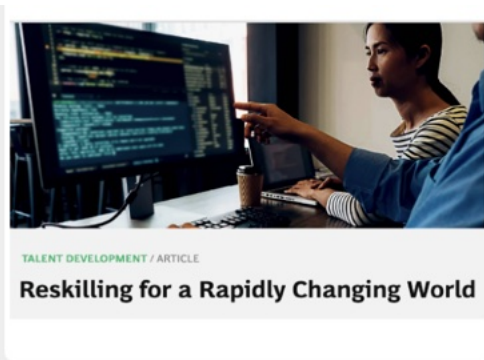 TALENT DEVELOPMENT / ARTICLE
Reskilling for a Rapidly Changing World